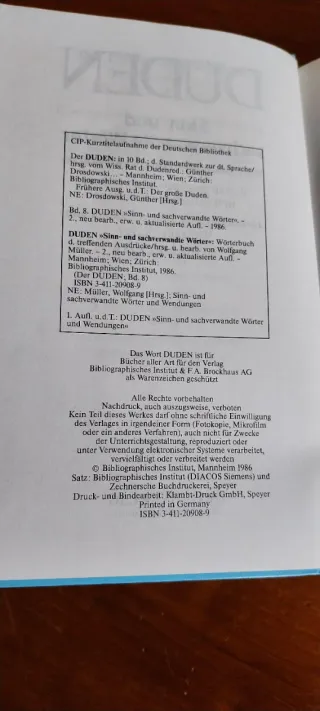 DUDEN
CIP-Kurztitelaufnahme der Deutschen Bibliothek
Der DUDEN: in 10 Bd.; d. Standardwerk zur dt. Sprache/
hrsg. vom Wiss. Rat d. Dudenred.: Günther
Drosdowski... – Mannheim; Wien; Zürich:
Bibliographisches Institut.
Frühere Ausg. u.d.T.: Der große Duden.
NE: Drosdowski, Günther [Hrsg.]
Bd. 8. DUDEN »Sinn- und sachverwandte Wörter«. –
2., neu bearb., erw. u. aktualisierte Aufl. – 1986.
DUDEN »Sinn- und sachverwandte Wörter«: Wörterbuch
d. treffenden Ausdrücke/hrsg. u. bearb. von Wolfgang
Müller. – 2., neu bearb., erw. u. aktualisierte Aufl. –
Mannheim; Wien; Zürich:
Bibliographisches Institut, 1986.
(Der DUDEN; Bd. 8)
ISBN 3-411-20908-9
NE: Müller, Wolfgang [Hrsg.]; Sinn- und
sachverwandte Wörter und Wendungen
1. Aufl. u.d.T.: DUDEN »Sinn- und sachverwandte Wörter
und Wendungen«
Das Wort DUDEN ist für
Bücher aller Art für den Verlag
Bibliographisches Institut & F.A. Brockhaus AG
als Warenzeichen geschützt
Alle Rechte vorbehalten
Nachdruck, auch auszugsweise, verboten
Kein Teil dieses Werkes darf ohne schriftliche Einwilligung
des Verlages in irgendeiner Form (Fotokopie, Mikrofilm
oder ein anderes Verfahren), auch nicht für Zwecke
der Unterrichtsgestaltung, reproduziert oder
unter Verwendung elektronischer Systeme verarbeitet,
vervielfältigt oder verbreitet werden
© Bibliographisches Institut, Mannheim 1986
Satz: Bibliographisches Institut (DIACOS Siemens) und
Zechnersche Buchdruckerei, Speyer
Druck- und Bindearbeit: Klambt-Druck GmbH, Speyer
Printed in Germany
ISBN 3-411-20908-9